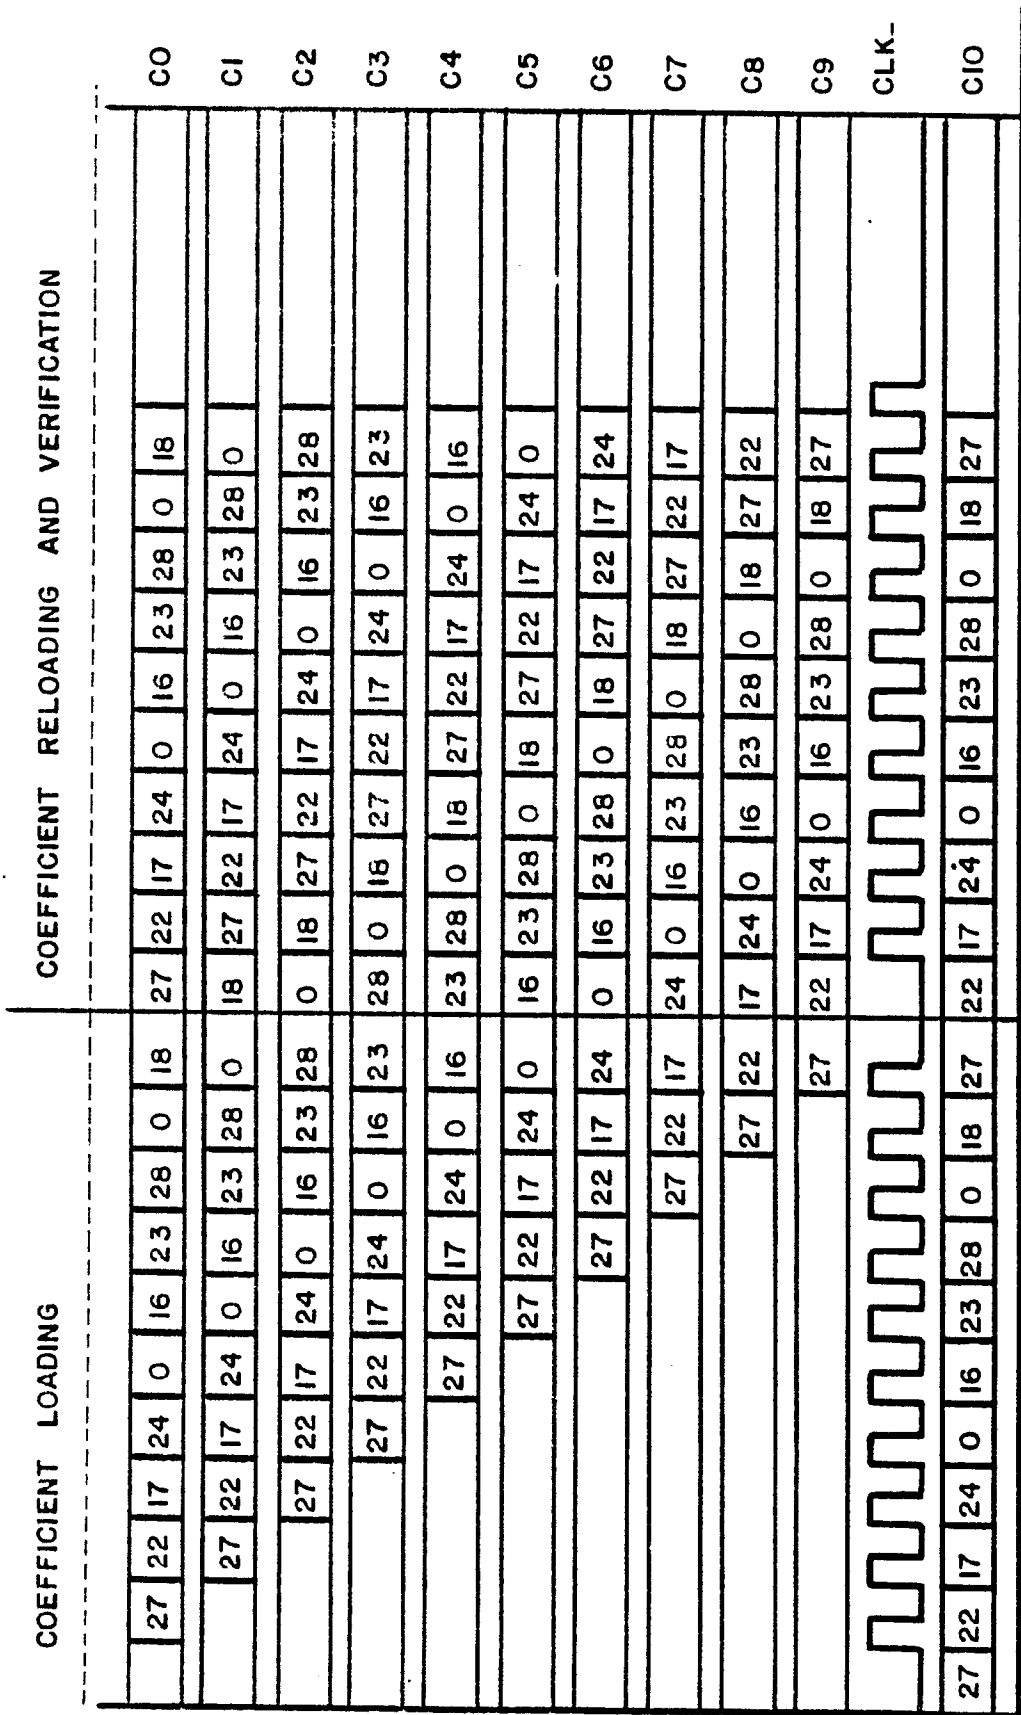 COEFFICIENT LOADING COEFFICIENT RELOADING AND VERIFICATION
27 22 17 24 0 16 23 28 0 18 27 22 17 24 0 16 23 28 0 18 C0
27 22 17 24 0 16 23 28 0 18 27 22 17 24 0 16 23 28 0 C1
27 22 17 24 0 16 23 28 0 18 27 22 17 24 0 16 23 28 C2
27 22 17 24 0 16 23 28 0 18 27 22 17 24 0 16 23 C3
27 22 17 24 0 16 23 28 0 18 27 22 17 24 0 16 C4
27 22 17 24 0 16 23 28 0 18 27 22 17 24 0 C5
27 22 17 24 0 16 23 28 0 18 27 22 17 24 C6
27 22 17 24 0 16 23 28 0 18 27 22 17 C7
27 22 17 24 0 16 23 28 0 18 27 22 C8
27 22 17 24 0 16 23 28 0 18 27 C9
CLK_
27 22 17 24 0 16 23 28 0 18 27 22 17 24 0 16 23 28 0 18 27 C10